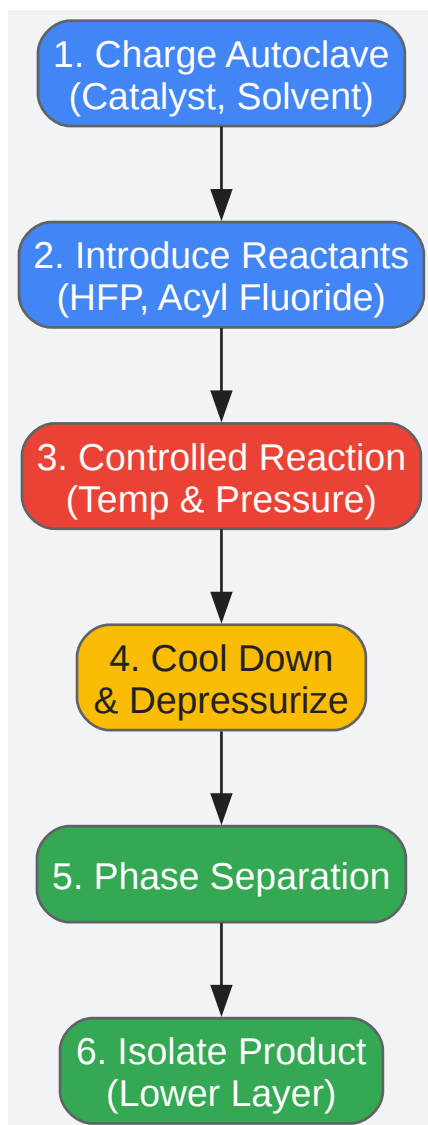 1. Charge Autoclave
(Catalyst, Solvent)
2. Introduce Reactants
(HFP, Acyl Fluoride)
3. Controlled Reaction
(Temp & Pressure)
4. Cool Down
& Depressurize
5. Phase Separation
6. Isolate Product
(Lower Layer)